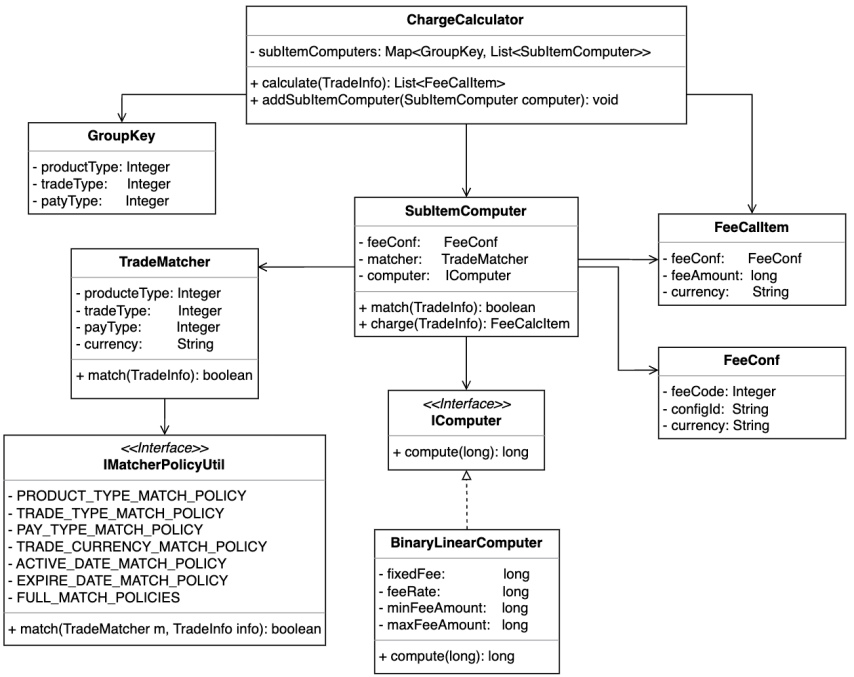 ChargeCalculator
- subItemComputers: Map<GroupKey, List<SubItemComputer>>
+ calculate(TradeInfo): List<FeeCalItem>
+ addSubItemComputer(SubItemComputer computer): void
GroupKey
- productType: Integer
- tradeType: Integer
- patyType: Integer
SubItemComputer
- feeConf: FeeConf
- matcher: TradeMatcher
- computer: IComputer
+ match(TradeInfo): boolean
+ charge(TradeInfo): FeeCalcItem
FeeCalItem
- feeConf: FeeConf
- feeAmount: long
- currency: String
TradeMatcher
- producteType: Integer
- tradeType: Integer
- payType: Integer
- currency: String
+ match(TradeInfo): boolean
FeeConf
- feeCode: Integer
- configId: String
- currency: String
<<Interface>>
IComputer
+ compute(long): long
<<Interface>>
IMatcherPolicyUtil
- PRODUCT_TYPE_MATCH_POLICY
- TRADE_TYPE_MATCH_POLICY
- PAY_TYPE_MATCH_POLICY
- TRADE_CURRENCY_MATCH_POLICY
- ACTIVE_DATE_MATCH_POLICY
- EXPIRE_DATE_MATCH_POLICY
- FULL_MATCH_POLICIES
+ match(TradeMatcher m, TradeInfo info): boolean
BinaryLinearComputer
- fixedFee: long
- feeRate: long
- minFeeAmount: long
- maxFeeAmount: long
+ compute(long): long